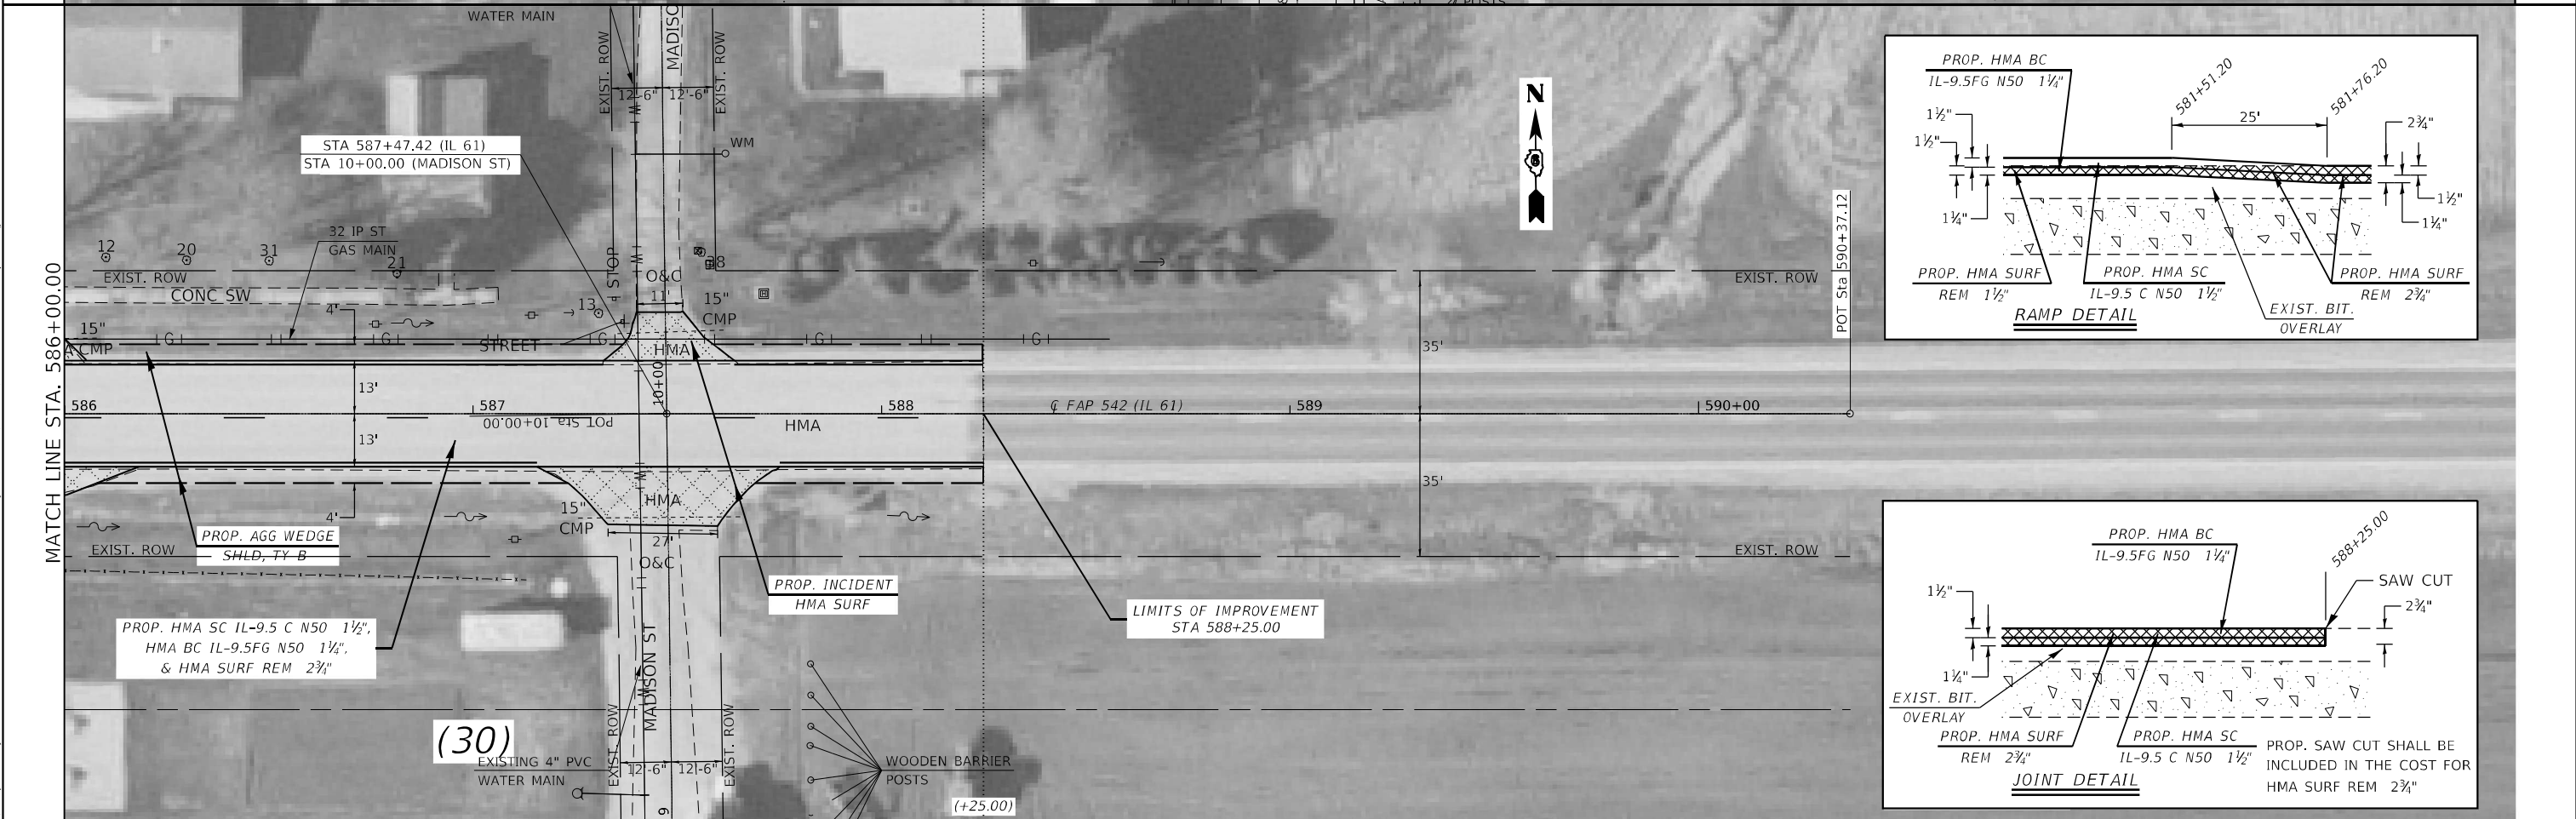 POSTS
WATER MAIN
MADISO
EXIST. ROW
EXIST. ROW
12'-6" 12'-6"
W
WM
STA 587+47.42 (IL 61)
STA 10+00.00 (MADISON ST)
N
6
32 IP ST
GAS MAIN
12
20
31
21
38
13
STOP
O&C
11'
15"
CMP
EXIST. ROW
CONC SW
4'
15"
CMP
G
G
G
G
G
STREET
HMA
EXIST. ROW
POT Sta 590+37.12
MATCH LINE STA. 586+00.00
13'
13'
35'
35'
586
587
588
589
590+00
10+00
POT Sta 10+00.00
HMA
℄ FAP 542 (IL 61)
HMA
15"
CMP
27'
O&C
4'
PROP. AGG WEDGE
SHLD, TY B
EXIST. ROW
EXIST. ROW
PROP. INCIDENT
HMA SURF
LIMITS OF IMPROVEMENT
STA 588+25.00
PROP. HMA SC IL-9.5 C N50 1½",
HMA BC IL-9.5FG N50 1¼",
& HMA SURF REM 2¾"
MADISON ST
(30)
EXISTING 4" PVC
WATER MAIN
EXIST. ROW
EXIST. ROW
12'-6" 12'-6"
9
WOODEN BARRIER
POSTS
(+25.00)
PROP. HMA BC
IL-9.5FG N50 1¼"
581+51.20
581+76.20
25'
1½"
1½"
1¼"
2¾"
1½"
1¼"
PROP. HMA SURF
REM 1½"
PROP. HMA SC
IL-9.5 C N50 1½"
PROP. HMA SURF
REM 2¾"
EXIST. BIT.
OVERLAY
RAMP DETAIL
PROP. HMA BC
IL-9.5FG N50 1¼"
588+25.00
SAW CUT
1½"
2¾"
1¼"
EXIST. BIT.
OVERLAY
PROP. HMA SURF
REM 2¾"
PROP. HMA SC
IL-9.5 C N50 1½"
PROP. SAW CUT SHALL BE
INCLUDED IN THE COST FOR
HMA SURF REM 2¾"
JOINT DETAIL